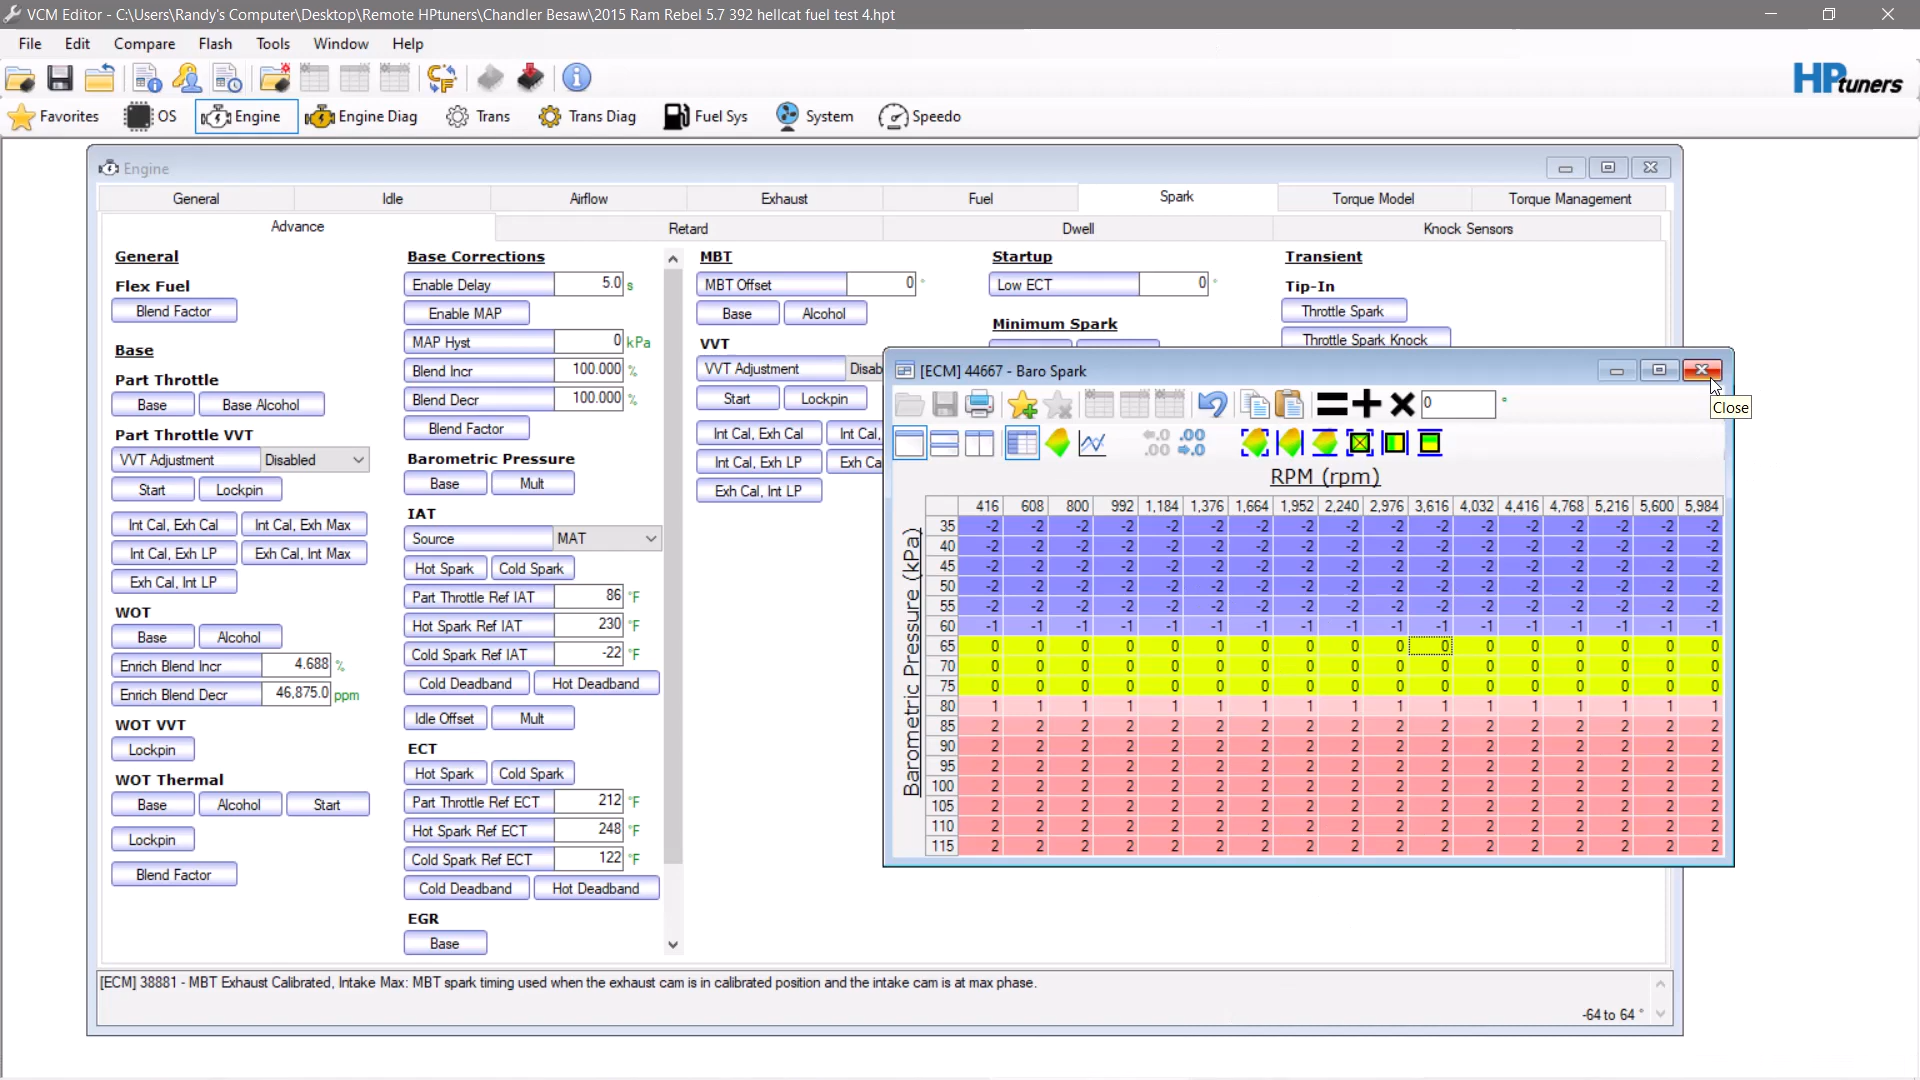 VCM Editor - C:\Users\Randy's Computer\Desktop\Remote HPtuners\Chandler Besaw\2015 Ram Rebel 5.7 392 hellcat fuel test 4.hpt
File Edit Compare Flash Tools Window Help
HPtuners
Favorites OS Engine Engine Diag Trans Trans Diag Fuel Sys System Speedo
Engine
General Idle Airflow Exhaust Fuel Spark Torque Model Torque Management
Advance Retard Dwell Knock Sensors
General
Flex Fuel
Blend Factor
Base
Part Throttle
Base Base Alcohol
Part Throttle VVT
VVT Adjustment Disabled
Start Lockpin
Int Cal, Exh Cal Int Cal, Exh Max
Int Cal, Exh LP Exh Cal, Int Max
Exh Cal, Int LP
WOT
Base Alcohol
Enrich Blend Incr 4.688 %
Enrich Blend Decr 46,875.0 ppm
WOT VVT
Lockpin
WOT Thermal
Base Alcohol Start
Lockpin
Blend Factor
Base Corrections
Enable Delay 5.0 s
Enable MAP
MAP Hyst 0 kPa
Blend Incr 100.000 %
Blend Decr 100.000 %
Blend Factor
Barometric Pressure
Base Mult
IAT
Source MAT
Hot Spark Cold Spark
Part Throttle Ref IAT 86 °F
Hot Spark Ref IAT 230 °F
Cold Spark Ref IAT -22 °F
Cold Deadband Hot Deadband
Idle Offset Mult
ECT
Hot Spark Cold Spark
Part Throttle Ref ECT 212 °F
Hot Spark Ref ECT 248 °F
Cold Spark Ref ECT 122 °F
Cold Deadband Hot Deadband
EGR
Base
MBT
MBT Offset 0 °
Base Alcohol
VVT
VVT Adjustment Disab
Start Lockpin
Int Cal, Exh Cal Int Cal,
Int Cal, Exh LP Exh Ca
Exh Cal, Int LP
Startup
Low ECT 0 °
Minimum Spark
Transient
Tip-In
Throttle Spark
Throttle Spark Knock
[ECM] 44667 - Baro Spark
0 °
Close
←.0 .00
.00 →.0
RPM (rpm)
Barometric Pressure (kPa)
416 608 800 992 1,184 1,376 1,664 1,952 2,240 2,976 3,616 4,032 4,416 4,768 5,216 5,600 5,984
35 -2 -2 -2 -2 -2 -2 -2 -2 -2 -2 -2 -2 -2 -2 -2 -2 -2
40 -2 -2 -2 -2 -2 -2 -2 -2 -2 -2 -2 -2 -2 -2 -2 -2 -2
45 -2 -2 -2 -2 -2 -2 -2 -2 -2 -2 -2 -2 -2 -2 -2 -2 -2
50 -2 -2 -2 -2 -2 -2 -2 -2 -2 -2 -2 -2 -2 -2 -2 -2 -2
55 -2 -2 -2 -2 -2 -2 -2 -2 -2 -2 -2 -2 -2 -2 -2 -2 -2
60 -1 -1 -1 -1 -1 -1 -1 -1 -1 -1 -1 -1 -1 -1 -1 -1 -1
65 0 0 0 0 0 0 0 0 0 0 0 0 0 0 0 0 0
70 0 0 0 0 0 0 0 0 0 0 0 0 0 0 0 0 0
75 0 0 0 0 0 0 0 0 0 0 0 0 0 0 0 0 0
80 1 1 1 1 1 1 1 1 1 1 1 1 1 1 1 1 1
85 2 2 2 2 2 2 2 2 2 2 2 2 2 2 2 2 2
90 2 2 2 2 2 2 2 2 2 2 2 2 2 2 2 2 2
95 2 2 2 2 2 2 2 2 2 2 2 2 2 2 2 2 2
100 2 2 2 2 2 2 2 2 2 2 2 2 2 2 2 2 2
105 2 2 2 2 2 2 2 2 2 2 2 2 2 2 2 2 2
110 2 2 2 2 2 2 2 2 2 2 2 2 2 2 2 2 2
115 2 2 2 2 2 2 2 2 2 2 2 2 2 2 2 2 2
[ECM] 38881 - MBT Exhaust Calibrated, Intake Max: MBT spark timing used when the exhaust cam is in calibrated position and the intake cam is at max phase.
-64 to 64 °